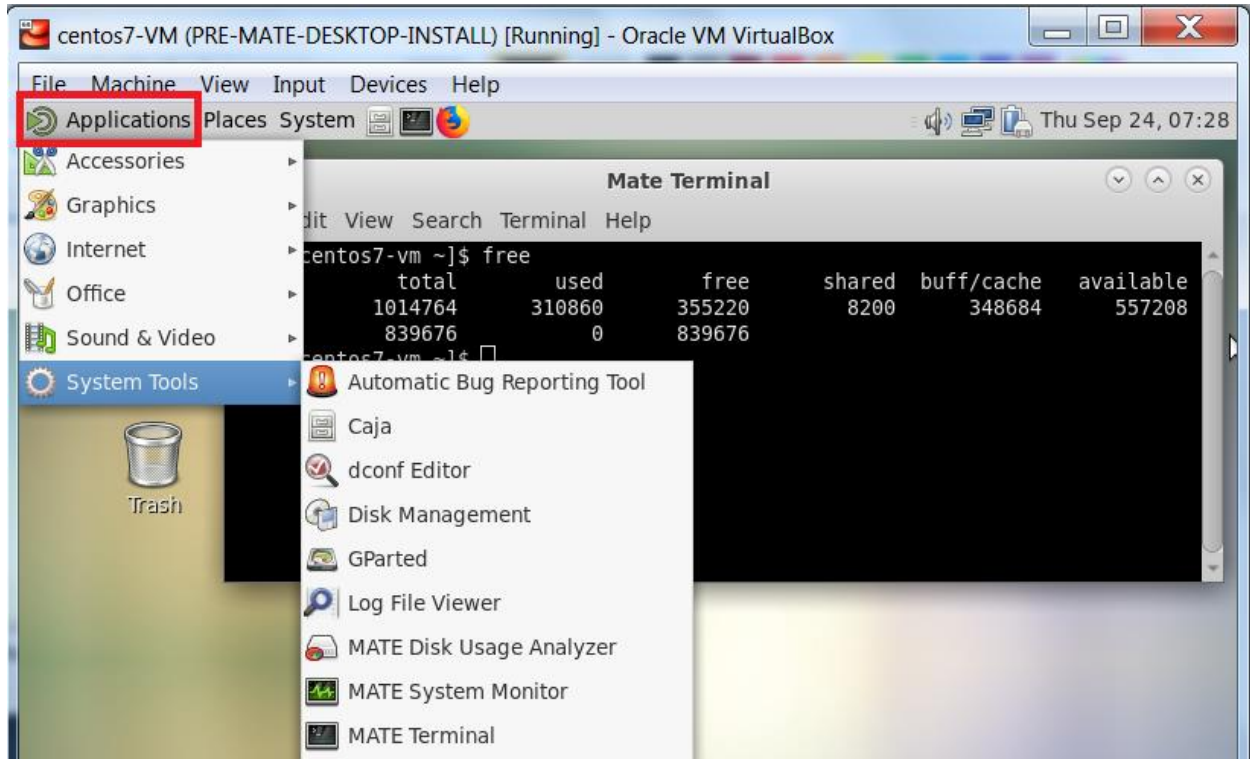 centos7-VM (PRE-MATE-DESKTOP-INSTALL) [Running] - Oracle VM VirtualBox
File Machine View Input Devices Help
Applications Places System Thu Sep 24, 07:28
Accessories
Graphics
Internet
Office
Sound & Video
System Tools
Mate Terminal
dit View Search Terminal Help
centos7-vm ~]$ free
total used free shared buff/cache available
1014764 310860 355220 8200 348684 557208
839676 0 839676
centos7-vm ~]$
Automatic Bug Reporting Tool
Caja
dconf Editor
Disk Management
GParted
Log File Viewer
MATE Disk Usage Analyzer
MATE System Monitor
MATE Terminal
Trash